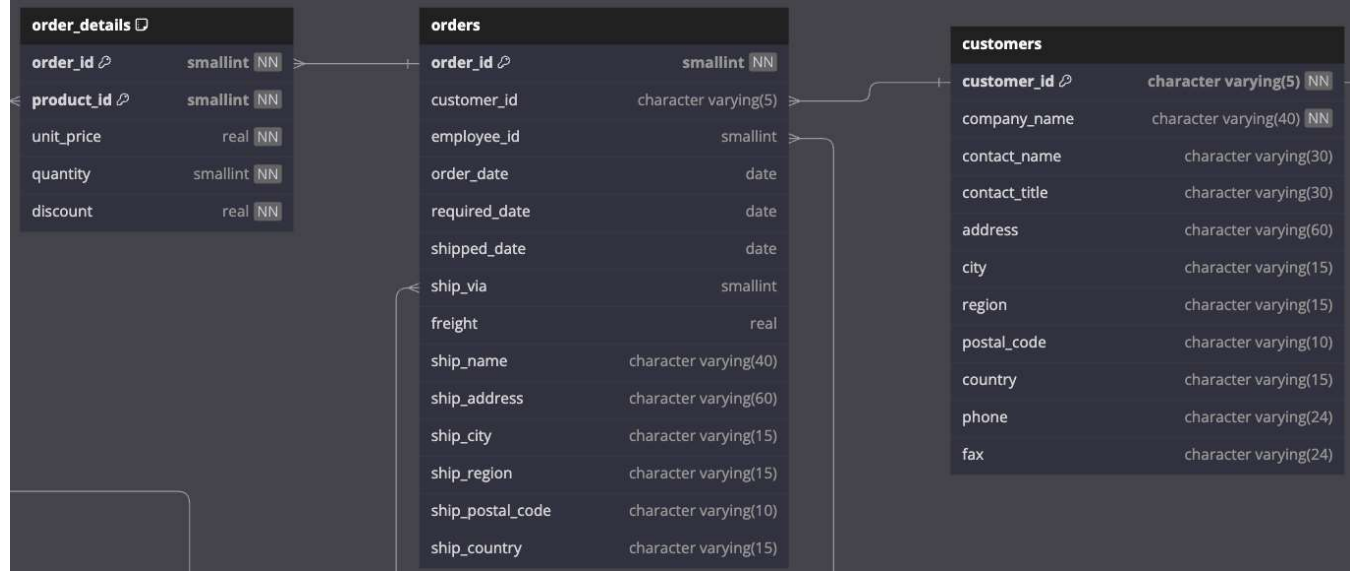 order_details
order_id smallint NN
product_id smallint NN
unit_price real NN
quantity smallint NN
discount real NN
orders
order_id smallint NN
customer_id character varying(5)
employee_id smallint
order_date date
required_date date
shipped_date date
ship_via smallint
freight real
ship_name character varying(40)
ship_address character varying(60)
ship_city character varying(15)
ship_region character varying(15)
ship_postal_code character varying(10)
ship_country character varying(15)
customers
customer_id character varying(5) NN
company_name character varying(40) NN
contact_name character varying(30)
contact_title character varying(30)
address character varying(60)
city character varying(15)
region character varying(15)
postal_code character varying(10)
country character varying(15)
phone character varying(24)
fax character varying(24)